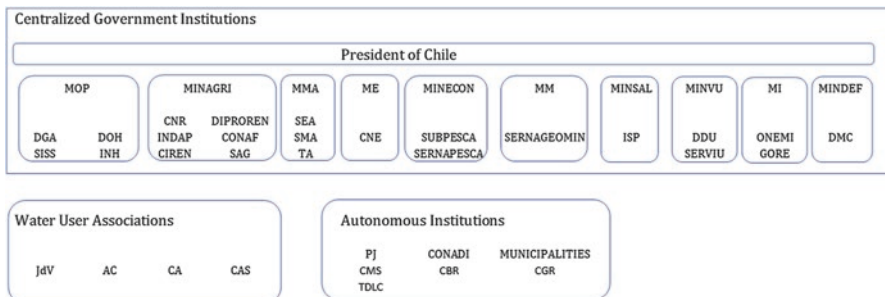 Centralized Government Institutions
President of Chile
MOP MINAGRI MMA ME MINECON MM MINSAL MINVU MI MINDEF
CNR DIPROREN SEA
DGA DOH INDAP CONAF SMA CNE SUBPESCA SERNAGEOMIN ISP DDU ONEMI DMC
SISS INH CIREN SAG TA SERNAPESCA SERVIU GORE
Water User Associations
JdV AC CA CAS
Autonomous Institutions
PJ CONADI MUNICIPALITIES
CMS CBR CGR
TDLC